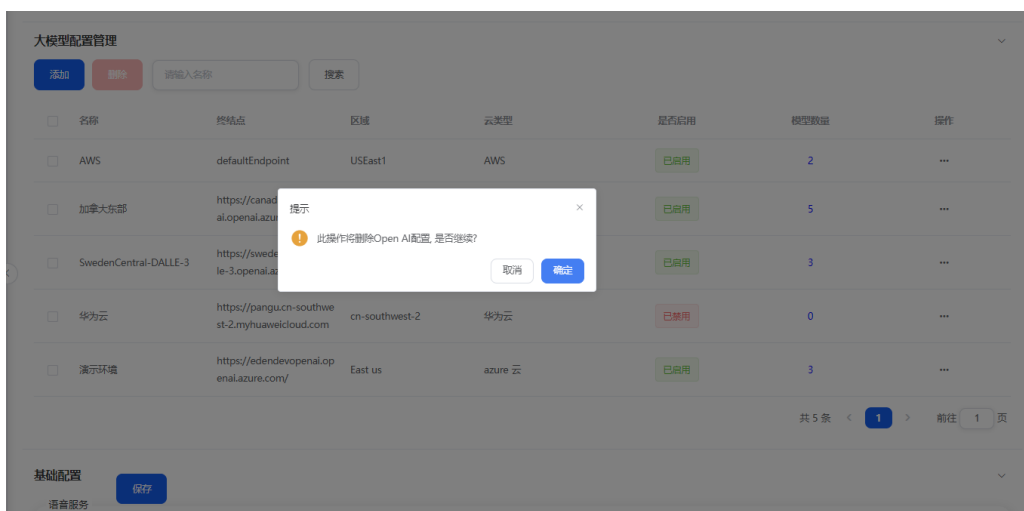 大模型配置管理
添加 删除 请输入名称 搜索
名称 终结点 区域 云类型 是否启用 模型数量 操作
AWS defaultEndpoint USEast1 AWS 已启用 2 ...
加拿大东部 https://canad
ai.openai.azur 已启用 5 ...
提示 ×
此操作将删除Open AI配置, 是否继续?
取消 确定
SwedenCentral-DALLE-3 https://swede
le-3.openai.az 已启用 3 ...
华为云 https://pangu.cn-southwe
st-2.myhuaweicloud.com cn-southwest-2 华为云 已禁用 0 ...
演示环境 https://edendevopenai.op
enai.azure.com/ East us azure 云 已启用 3 ...
共 5 条 < 1 > 前往 1 页
基础配置
保存
语音服务